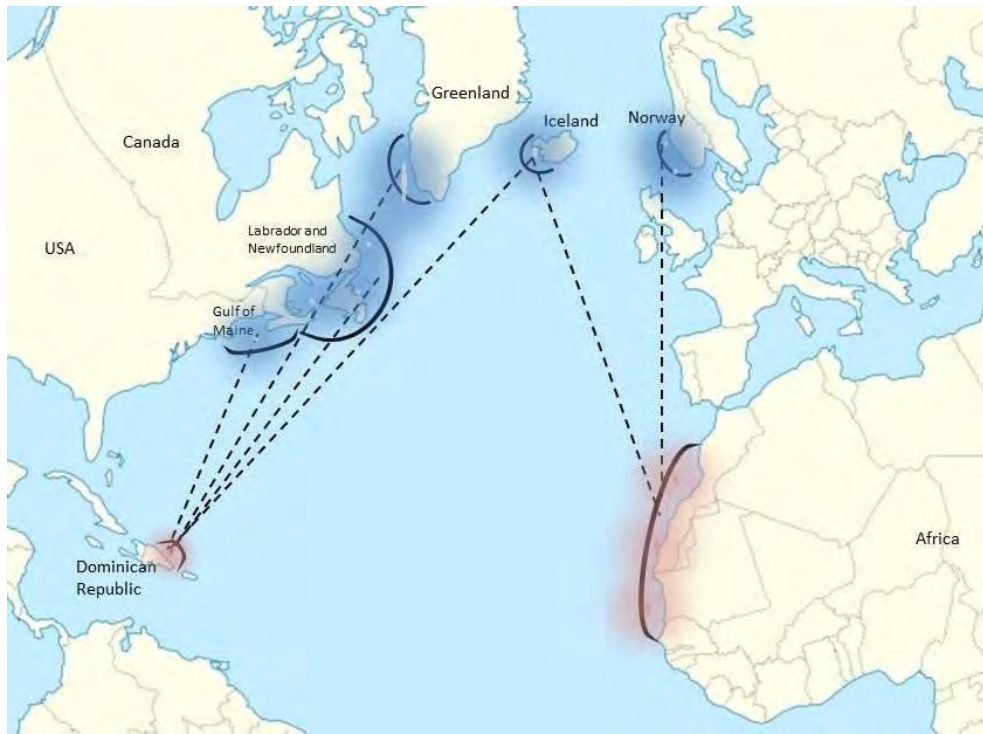 Greenland
Iceland
Norway
Canada
Labrador and
Newfoundland
USA
Gulf of
Maine
Africa
Dominican
Republic